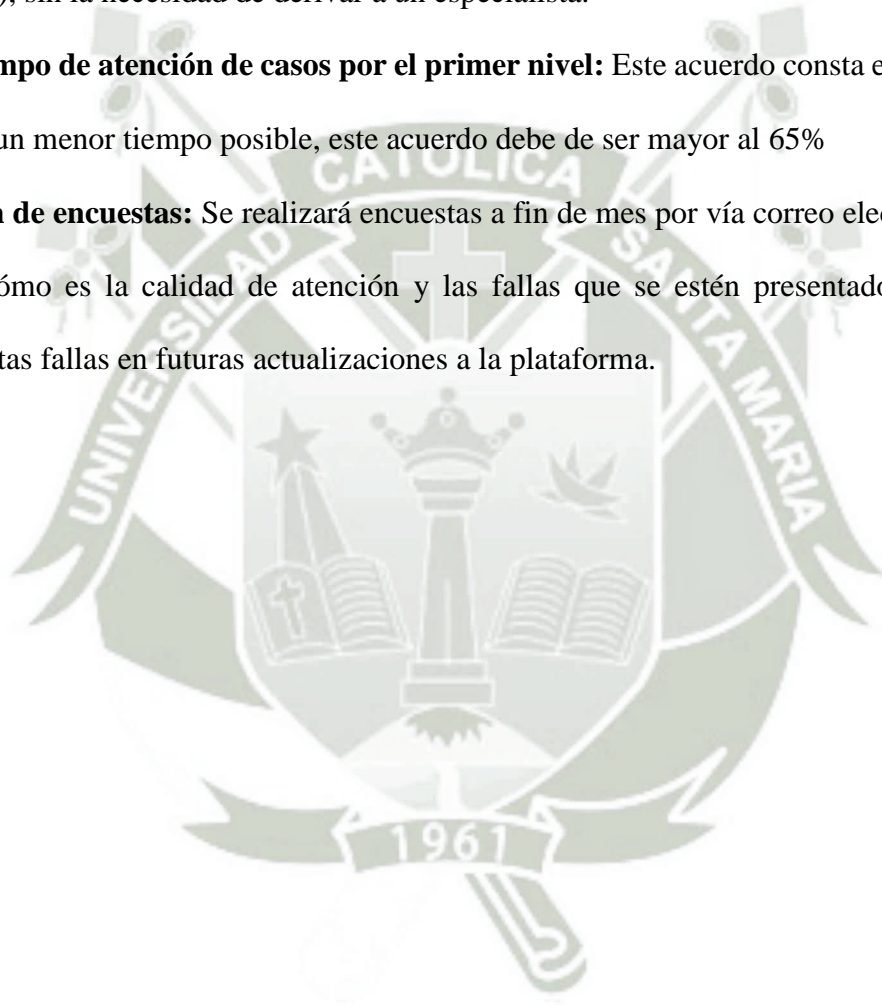 , sin la necesidad de derivar a un especialista.
mpo de atención de casos por el primer nivel: Este acuerdo consta e
un menor tiempo posible, este acuerdo debe de ser mayor al 65%
n de encuestas: Se realizará encuestas a fin de mes por vía correo
ómo es la calidad de atención y las fallas que se estén presentado
tas fallas en futuras actualizaciones a la plataforma.
UNIVERSILAD CATOLICA SANTA MARIA
1961